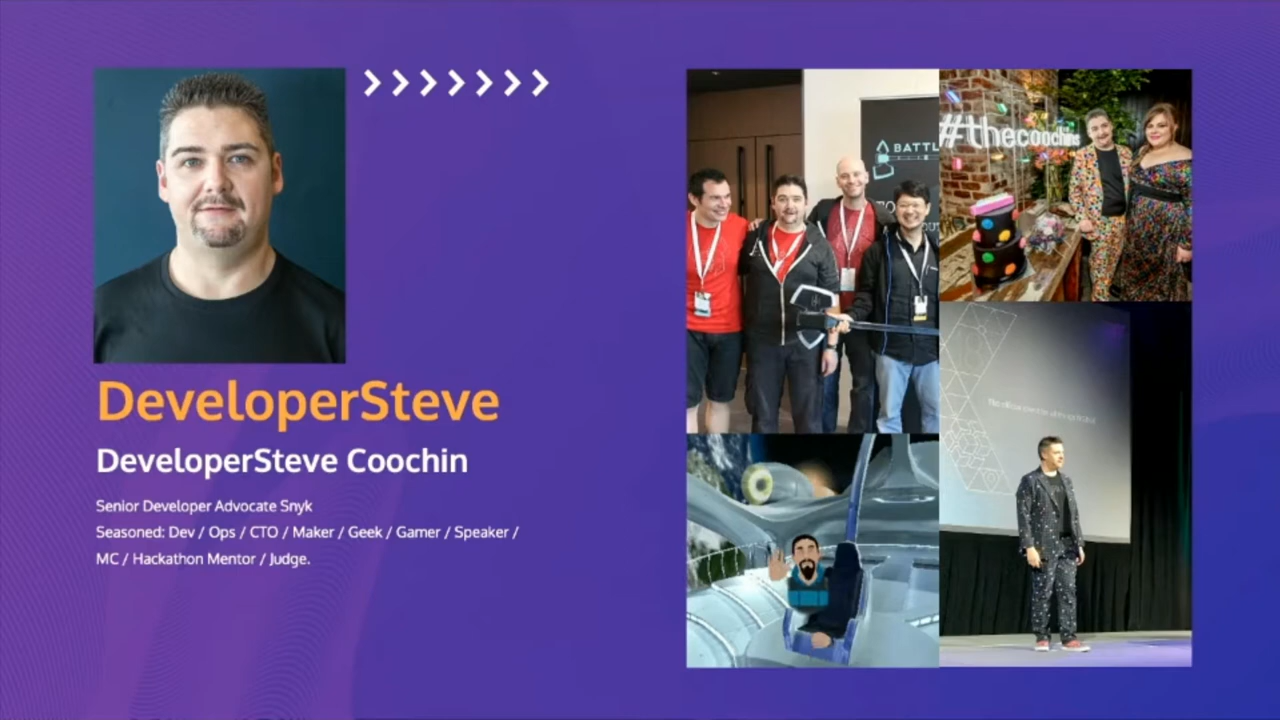 DeveloperSteve
DeveloperSteve Coochin
Senior Developer Advocate Snyk
Seasoned: Dev / Ops / CTO / Maker / Geek / Gamer / Speaker /
MC / Hackathon Mentor / Judge.
BATTL
#thecoochins